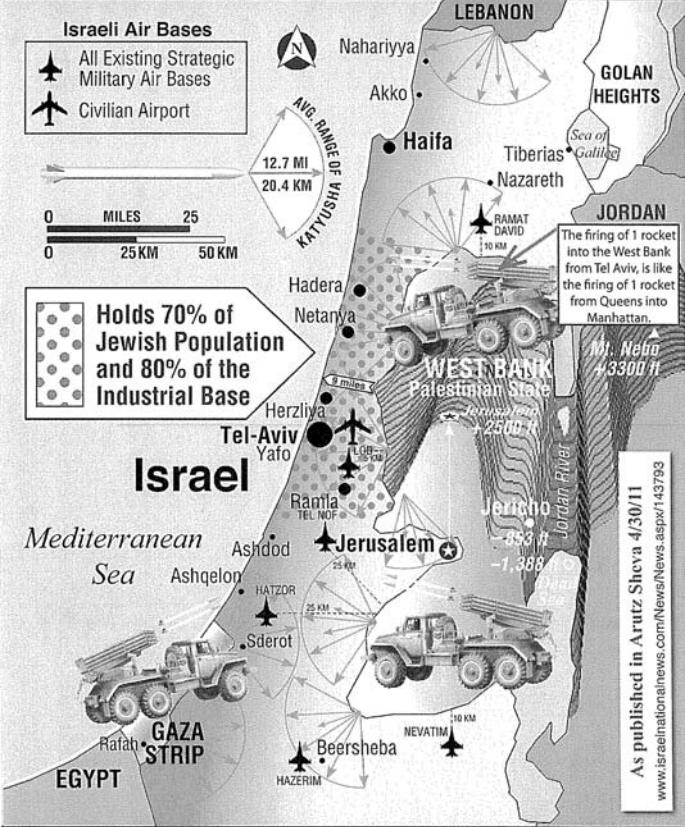 Israeli Air Bases
All Existing Strategic
Military Air Bases
Civilian Airport
N
LEBANON
Nahariyya
Akko
GOLAN
HEIGHTS
AVG. RANGE OF
KATYUSHA
12.7 MI
20.4 KM
Haifa
Sea of
Galilee
Tiberias
Nazareth
0 MILES 25
0 25 KM 50 KM
RAMAT
DAVID
10 KM
JORDAN
The firing of 1 rocket
into the West Bank
from Tel Aviv, is like
the firing of 1 rocket
from Queens into
Manhattan.
Hadera
Netanya
Holds 70% of
Jewish Population
and 80% of the
Industrial Base
Mt. Nebo
+3300 ft
WEST BANK
Palestinian State
9 miles
Herzliya
Jerusalem
+2500 ft
Tel-Aviv
Yafo
LOD
5 KM
Israel
Ramla
TEL NOF
Jericho
-853 ft
-1,388 ft
Dead
Sea
Jordan River
Mediterranean
Sea
Ashdod
Jerusalem
25 KM
Ashqelon
HATZOR
25 KM
Sderot
GAZA
STRIP
Rafah
EGYPT
Beersheba
HAZERIM
NEVATIM
10 KM
As published in Arutz Sheva 4/30/11
www.israelnationalnews.com/News/News.aspx/143793